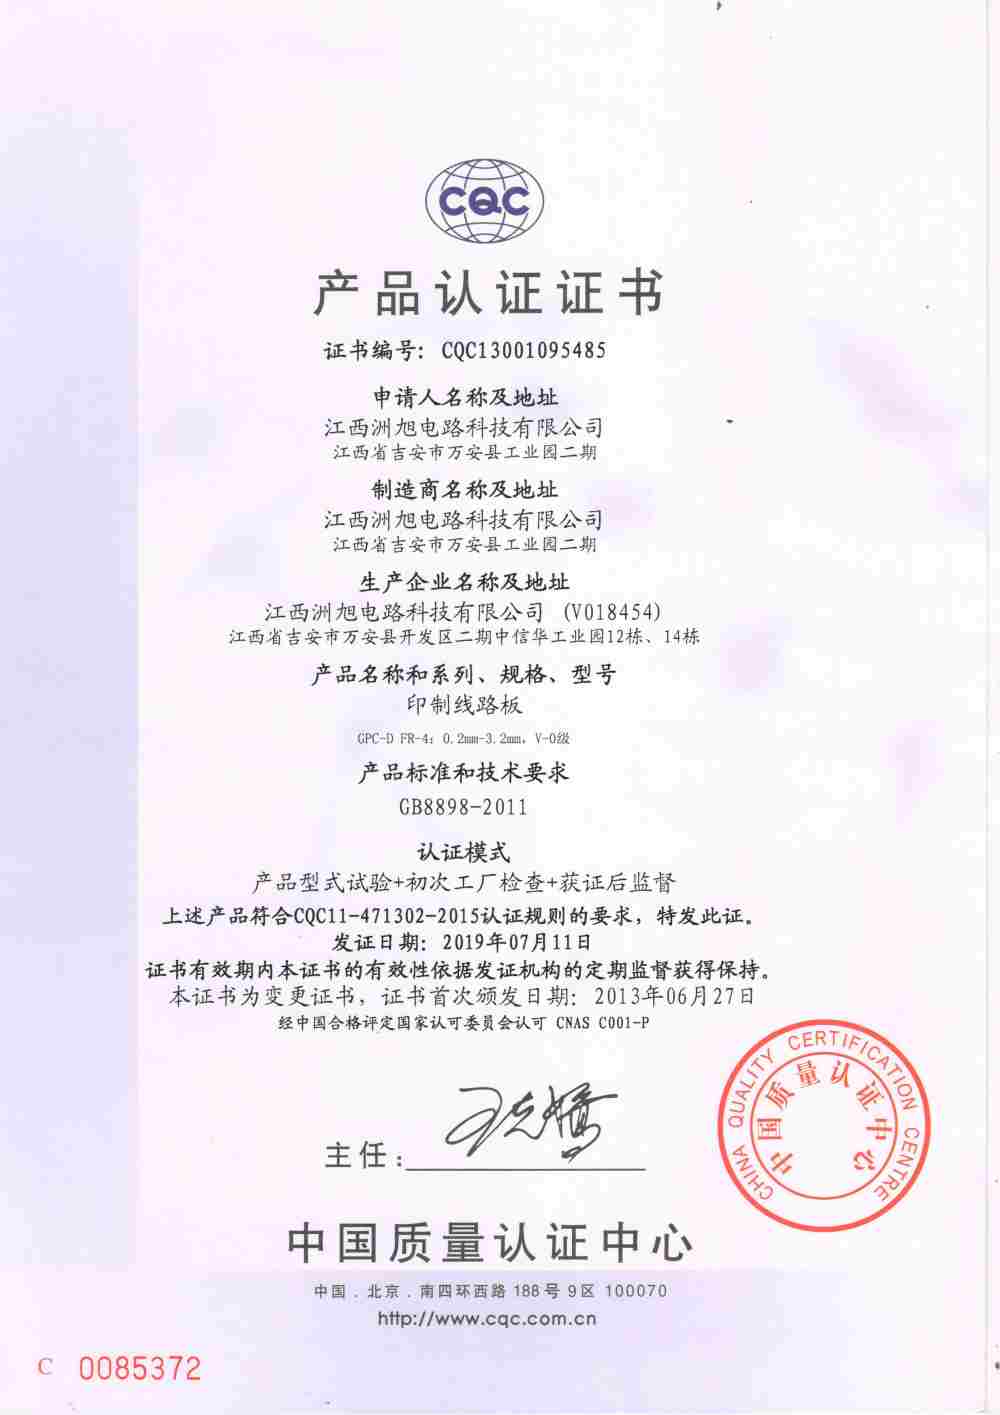 CQC
产品认证证书
证书编号: CQC13001095485
申请人名称及地址
江西洲旭电路科技有限公司
江西省吉安市万安县工业园二期
制造商名称及地址
江西洲旭电路科技有限公司
江西省吉安市万安县工业园二期
生产企业名称及地址
江西洲旭电路科技有限公司 (V018454)
江西省吉安市万安县开发区二期中信华工业园12栋、14栋
产品名称和系列、规格、型号
印制线路板
GPC-D FR-4: 0.2mm-3.2mm, V-0级
产品标准和技术要求
GB8898-2011
认证模式
产品型式试验+初次工厂检查+获证后监督
上述产品符合CQC11-471302-2015认证规则的要求, 特发此证。
发证日期: 2019年07月11日
证书有效期内本证书的有效性依据发证机构的定期监督获得保持。
本证书为变更证书, 证书首次颁发日期: 2013年06月27日
经中国合格评定国家认可委员会认可 CNAS C001-P
CHINA QUALITY CERTIFICATION CENTRE
中国质量认证中心
主任:
中国质量认证中心
中国 . 北京 . 南四环西路 188 号 9 区 100070
http://www.cqc.com.cn
C 0085372